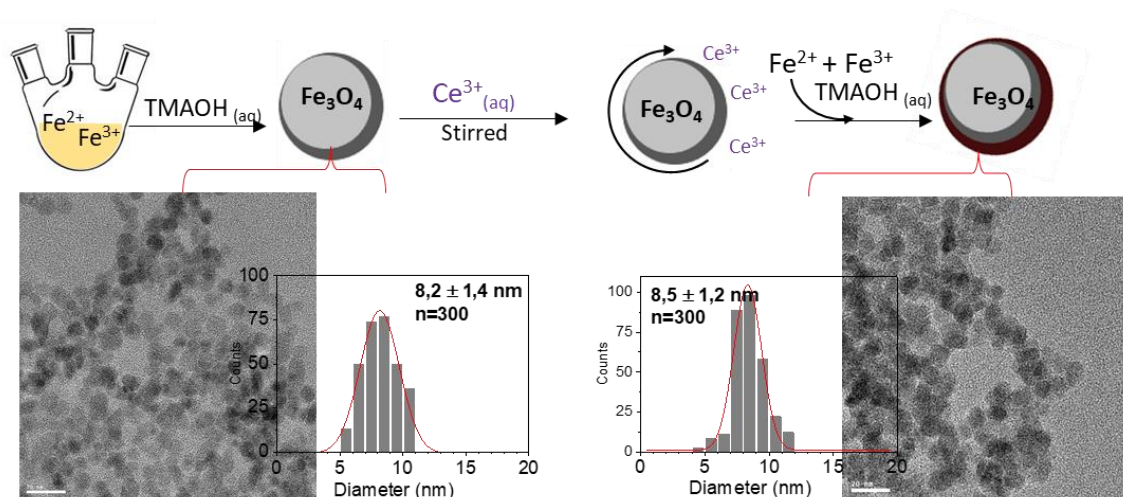 Fe2+
Fe3+
TMAOH (aq)
Fe3O4
Ce3+(aq)
Stirred
Fe3O4
Ce3+
Ce3+
Ce3+
Fe2+ + Fe3+
TMAOH (aq)
Fe3O4
8,2 ± 1,4 nm
n=300
Counts
100
75
50
25
0
5
10
15
20
Diameter (nm)
8,5 ± 1,2 nm
n=300
Counts
100
75
50
25
0
0
5
10
15
20
Diameter (nm)
20 nm